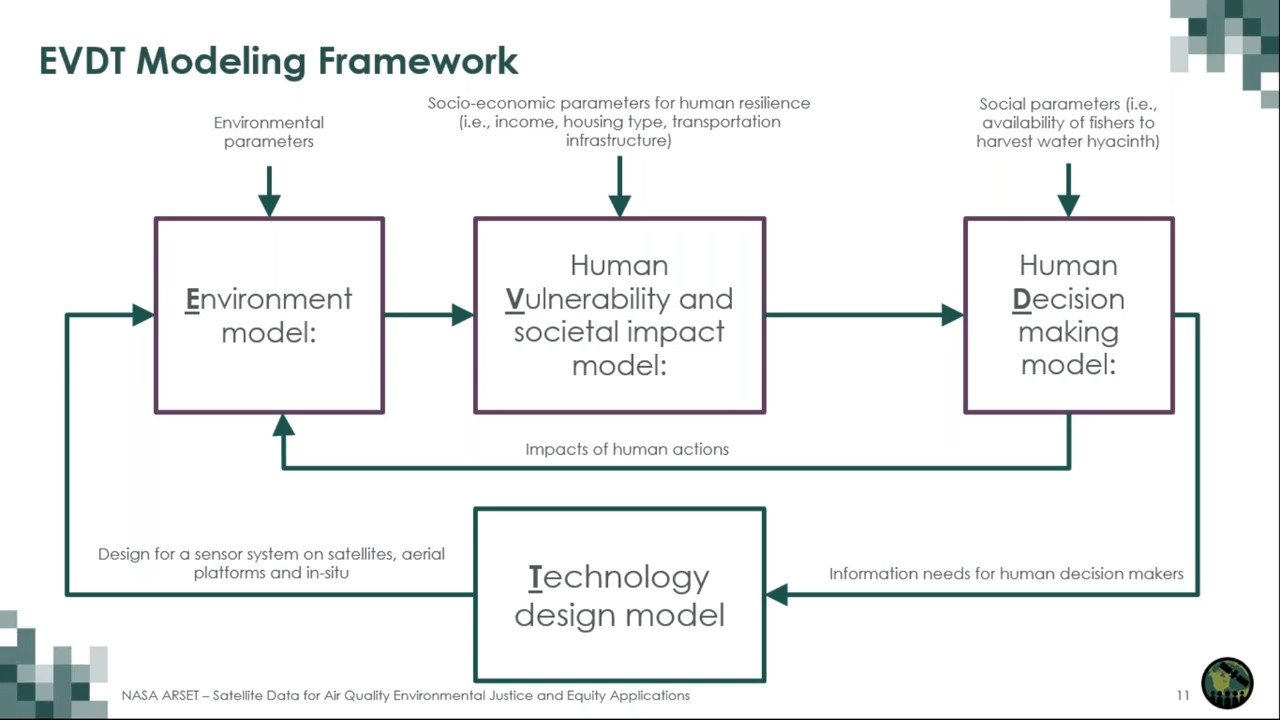 EVDT Modeling Framework
Environmental
parameters
Socio-economic parameters for human resilience
(i.e., income, housing type, transportation
infrastructure)
Social parameters (i.e.,
availability of fishers to
harvest water hyacinth)
Environment
model:
Human
Vulnerability and
societal impact
model:
Human
Decision
making
model:
Impacts of human actions
Design for a sensor system on satellites, aerial
platforms and in-situ
Technology
design model
Information needs for human decision makers
NASA ARSET – Satellite Data for Air Quality Environmental Justice and Equity Applications
11